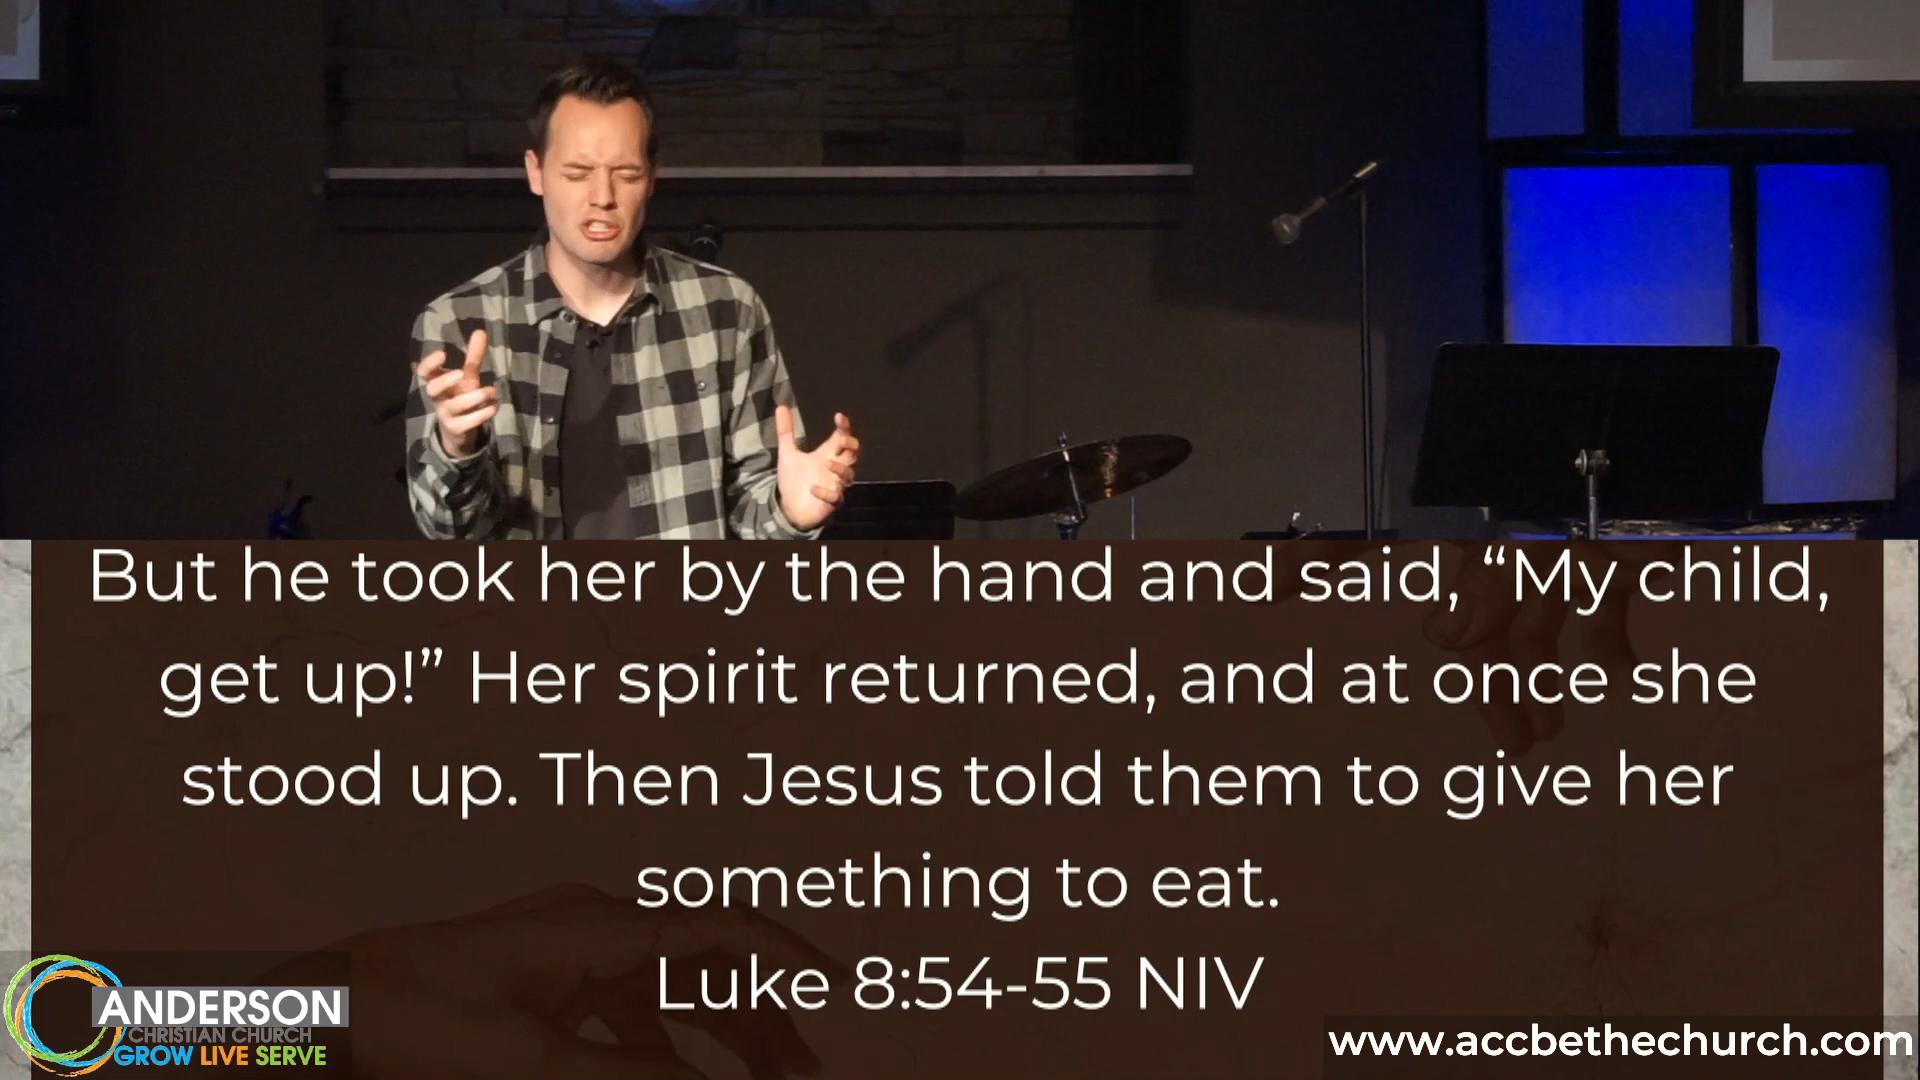 But he took her by the hand and said, “My child,
get up!” Her spirit returned, and at once she
stood up. Then Jesus told them to give her
something to eat.
Luke 8:54-55 NIV
ANDERSON
CHRISTIAN CHURCH
GROW LIVE SERVE
www.accbethechurch.com